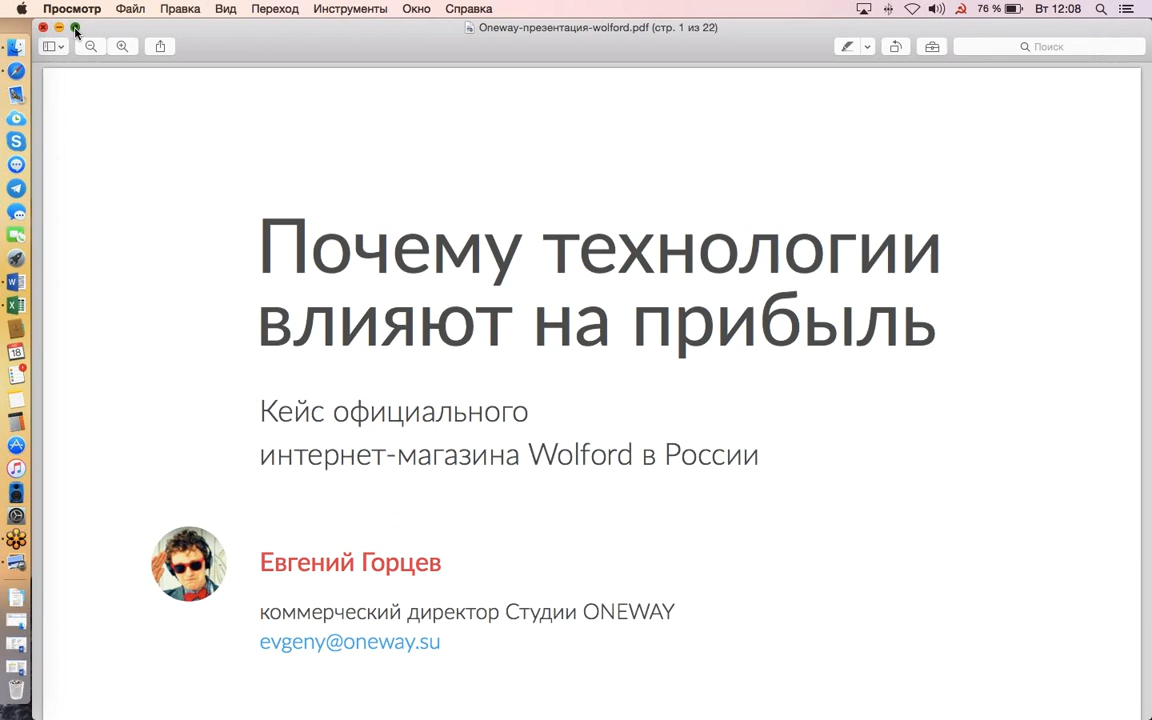 Просмотр Файл Правка Вид Переход Инструменты Окно Справка 76 % Вт 12:08
Oneway-презентация-wolford.pdf (стр. 1 из 22)
Поиск
Почему технологии
влияют на прибыль
Кейс официального
интернет-магазина Wolford в России
Евгений Горцев
коммерческий директор Студии ONEWAY
evgeny@oneway.su
18